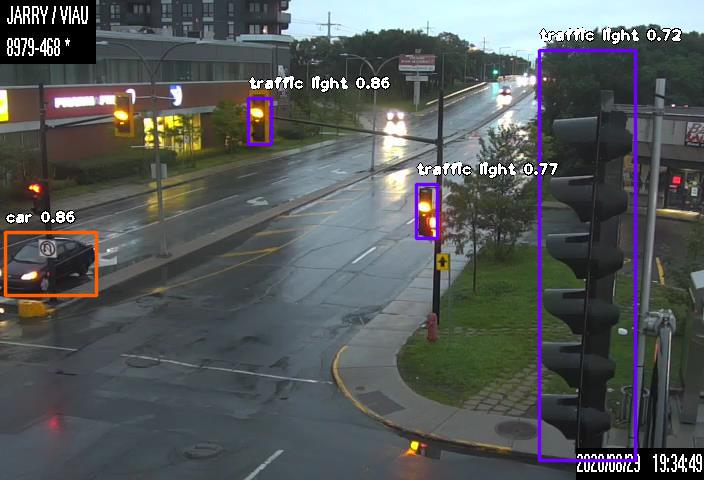 JARRY / VIAU
8979-468 *
traffic light 0.72
traffic light 0.86
traffic light 0.77
car 0.86
2020/08/29 19:34:49